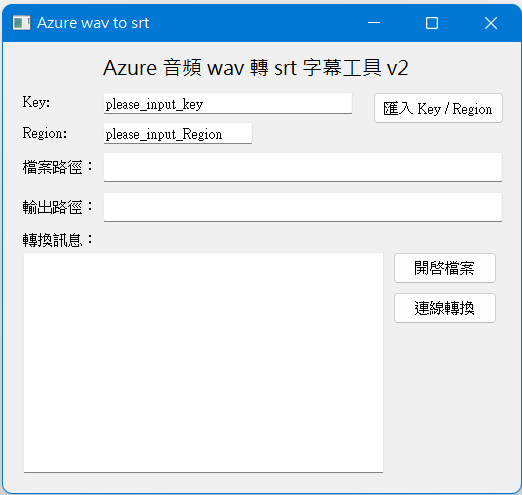 Azure wav to srt
Azure 音頻 wav 轉 srt 字幕工具 v2
Key: please_input_key 匯入 Key / Region
Region: please_input_Region
檔案路徑：
輸出路徑：
轉換訊息：
開啓檔案
連線轉換